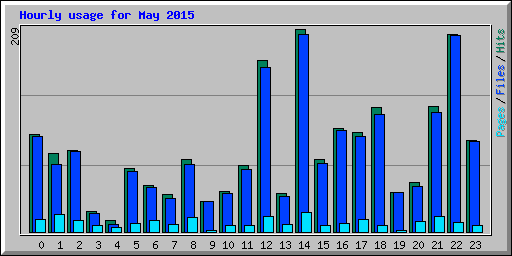 Hourly usage for May 2015
209
Pages/Files/Hits
0 1 2 3 4 5 6 7 8 9 10 11 12 13 14 15 16 17 18 19 20 21 22 23